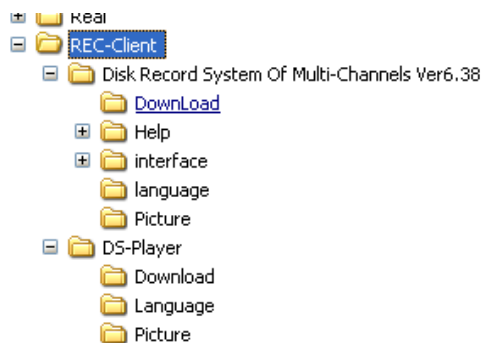 Real
REC-Client
Disk Record System Of Multi-Channels Ver6.38
DownLoad
Help
interface
language
Picture
DS-Player
Download
Language
Picture